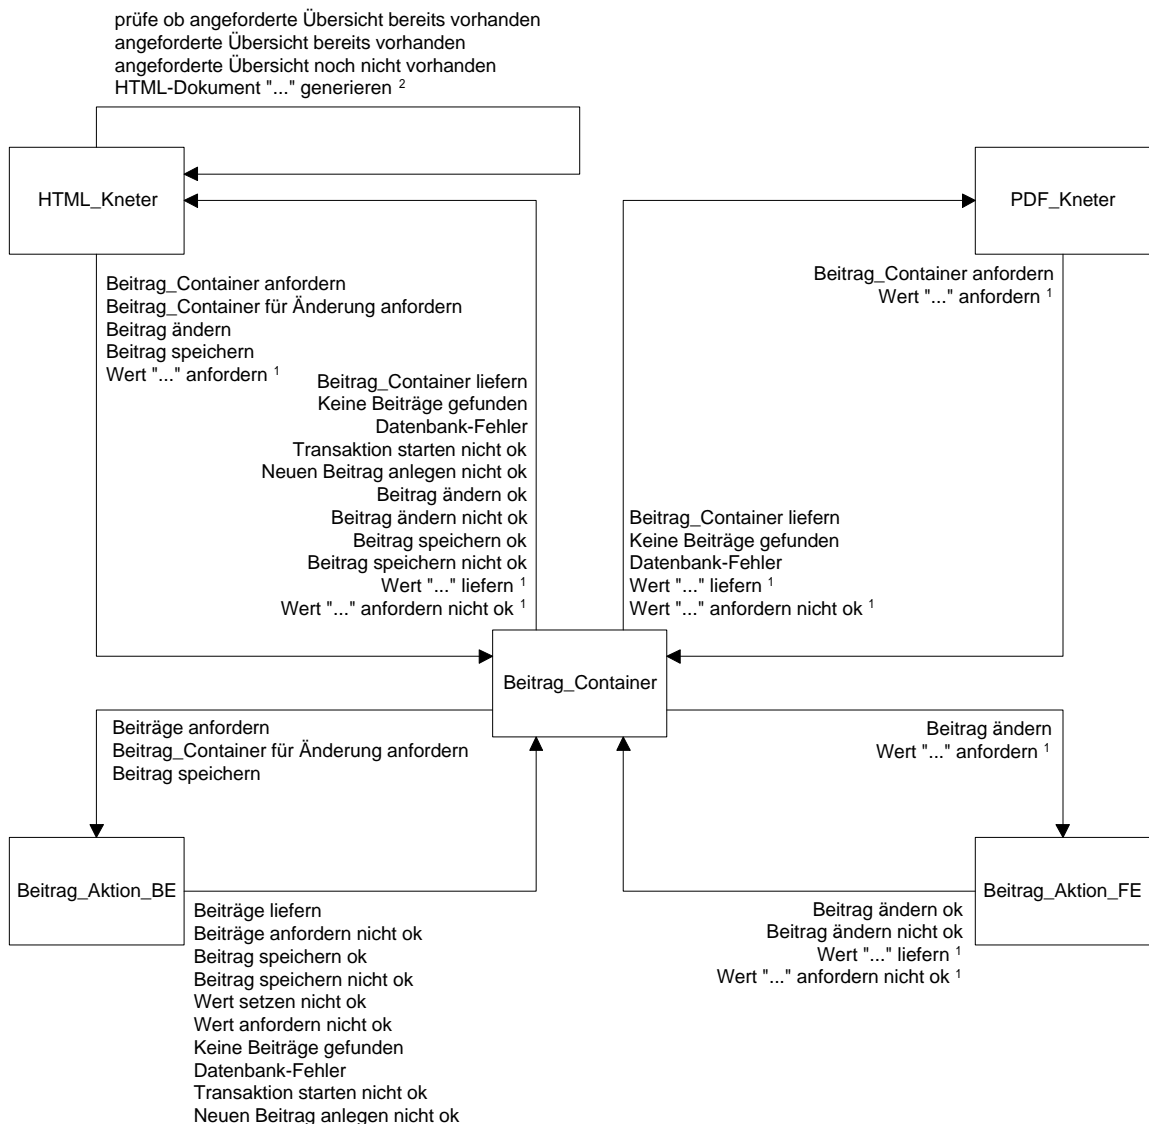 prüfe ob angeforderte Übersicht bereits vorhanden
angeforderte Übersicht bereits vorhanden
angeforderte Übersicht noch nicht vorhanden
HTML-Dokument "..." generieren ²
HTML_Kneter
PDF_Kneter
Beitrag_Container anfordern
Beitrag_Container für Änderung anfordern
Beitrag ändern
Beitrag speichern
Wert "..." anfordern ¹
Beitrag_Container anfordern
Wert "..." anfordern ¹
Beitrag_Container liefern
Keine Beiträge gefunden
Datenbank-Fehler
Transaktion starten nicht ok
Neuen Beitrag anlegen nicht ok
Beitrag ändern ok
Beitrag ändern nicht ok
Beitrag speichern ok
Beitrag speichern nicht ok
Wert "..." liefern ¹
Wert "..." anfordern nicht ok ¹
Beitrag_Container liefern
Keine Beiträge gefunden
Datenbank-Fehler
Wert "..." liefern ¹
Wert "..." anfordern nicht ok ¹
Beitrag_Container
Beiträge anfordern
Beitrag_Container für Änderung anfordern
Beitrag speichern
Beitrag ändern
Wert "..." anfordern ¹
Beitrag_Aktion_BE
Beitrag_Aktion_FE
Beiträge liefern
Beiträge anfordern nicht ok
Beitrag speichern ok
Beitrag speichern nicht ok
Wert setzen nicht ok
Wert anfordern nicht ok
Keine Beiträge gefunden
Datenbank-Fehler
Transaktion starten nicht ok
Neuen Beitrag anlegen nicht ok
Beitrag ändern ok
Beitrag ändern nicht ok
Wert "..." liefern ¹
Wert "..." anfordern nicht ok ¹